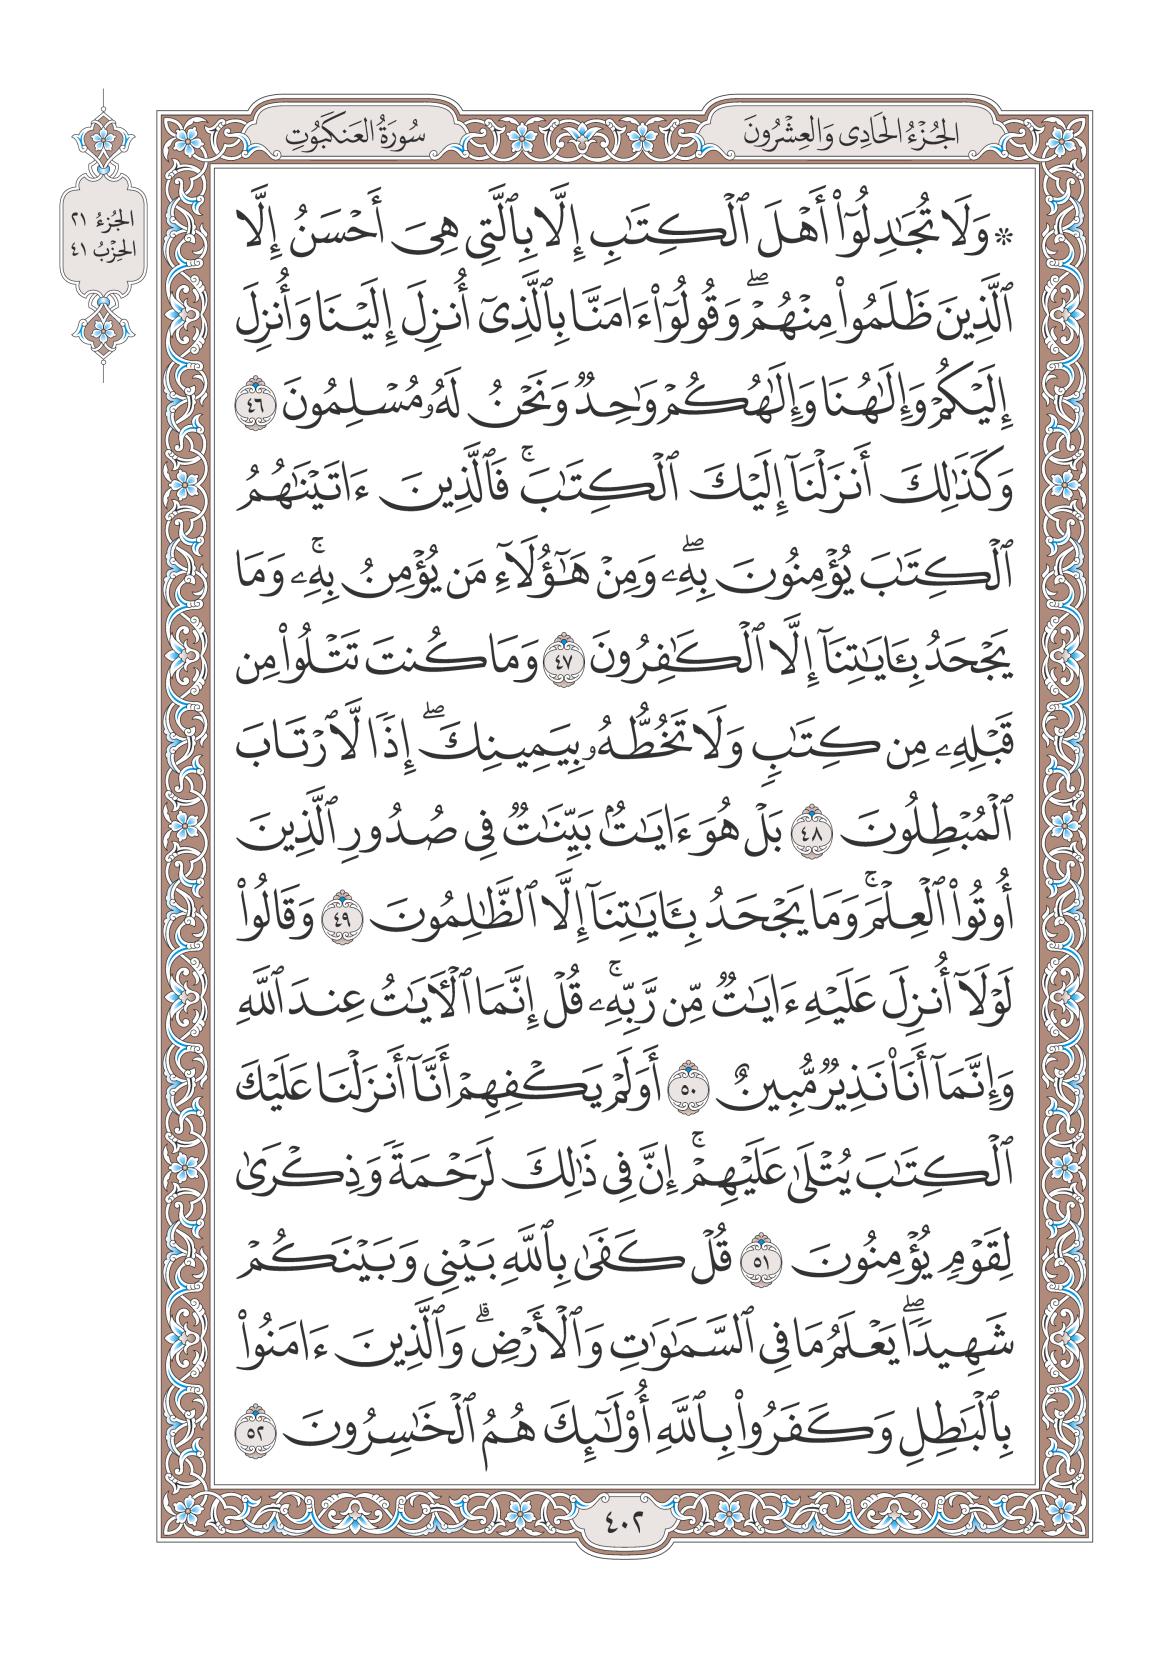 الجُزْءُ الحَادِى وَالعِشْرُونَ
سُورَةُ العَنكَبُوتِ
الجُزءُ ٢١
الحِزْبُ ٤١
۞ وَلَا تُجَٰدِلُوٓا۟ أَهْلَ ٱلْكِتَٰبِ إِلَّا بِٱلَّتِى هِىَ أَحْسَنُ إِلَّا
ٱلَّذِينَ ظَلَمُوا۟ مِنْهُمْ ۖ وَقُولُوٓا۟ ءَامَنَّا بِٱلَّذِىٓ أُنزِلَ إِلَيْنَا وَأُنزِلَ
إِلَيْكُمْ وَإِلَٰهُنَا وَإِلَٰهُكُمْ وَٰحِدٌ وَنَحْنُ لَهُۥ مُسْلِمُونَ ٤٦
وَكَذَٰلِكَ أَنزَلْنَآ إِلَيْكَ ٱلْكِتَٰبَ ۚ فَٱلَّذِينَ ءَاتَيْنَٰهُمُ
ٱلْكِتَٰبَ يُؤْمِنُونَ بِهِۦ ۖ وَمِنْ هَٰٓؤُلَآءِ مَن يُؤْمِنُ بِهِۦ ۚ وَمَا
يَجْحَدُ بِـَٔايَٰتِنَآ إِلَّا ٱلْكَٰفِرُونَ ٤٧ وَمَا كُنتَ تَتْلُوا۟ مِن
قَبْلِهِۦ مِن كِتَٰبٍ وَلَا تَخُطُّهُۥ بِيَمِينِكَ ۖ إِذًا لَّٱرْتَابَ
ٱلْمُبْطِلُونَ ٤٨ بَلْ هُوَ ءَايَٰتٌۢ بَيِّنَٰتٌ فِى صُدُورِ ٱلَّذِينَ
أُوتُوا۟ ٱلْعِلْمَ ۚ وَمَا يَجْحَدُ بِـَٔايَٰتِنَآ إِلَّا ٱلظَّٰلِمُونَ ٤٩ وَقَالُوا۟
لَوْلَآ أُنزِلَ عَلَيْهِ ءَايَٰتٌ مِّن رَّبِّهِۦ ۚ قُلْ إِنَّمَا ٱلْـَٔايَٰتُ عِندَ ٱللَّهِ
وَإِنَّمَآ أَنَا۠ نَذِيرٌ مُّبِينٌ ٥٠ أَوَلَمْ يَكْفِهِمْ أَنَّآ أَنزَلْنَا عَلَيْكَ
ٱلْكِتَٰبَ يُتْلَىٰ عَلَيْهِمْ ۚ إِنَّ فِى ذَٰلِكَ لَرَحْمَةً وَذِكْرَىٰ
لِقَوْمٍ يُؤْمِنُونَ ٥١ قُلْ كَفَىٰ بِٱللَّهِ بَيْنِى وَبَيْنَكُمْ
شَهِيدًا ۖ يَعْلَمُ مَا فِى ٱلسَّمَٰوَٰتِ وَٱلْأَرْضِ ۗ وَٱلَّذِينَ ءَامَنُوا۟
بِٱلْبَٰطِلِ وَكَفَرُوا۟ بِٱللَّهِ أُو۟لَٰٓئِكَ هُمُ ٱلْخَٰسِرُونَ ٥٢
٤٠٢